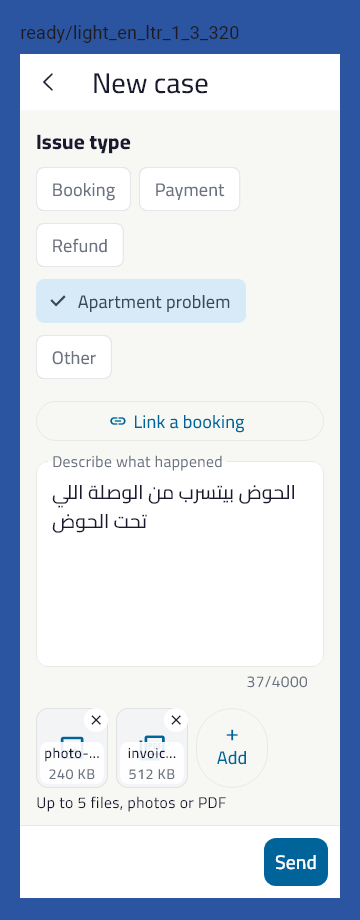 ready/light_en_ltr_1_3_320
New case
Issue type
Booking
Payment
Refund
Apartment problem
Other
Link a booking
Describe what happened
الحوض بيتسرب من الوصلة اللي
تحت الحوض
37/4000
photo-...
240 KB
invoic...
512 KB
+
Add
Up to 5 files, photos or PDF
Send